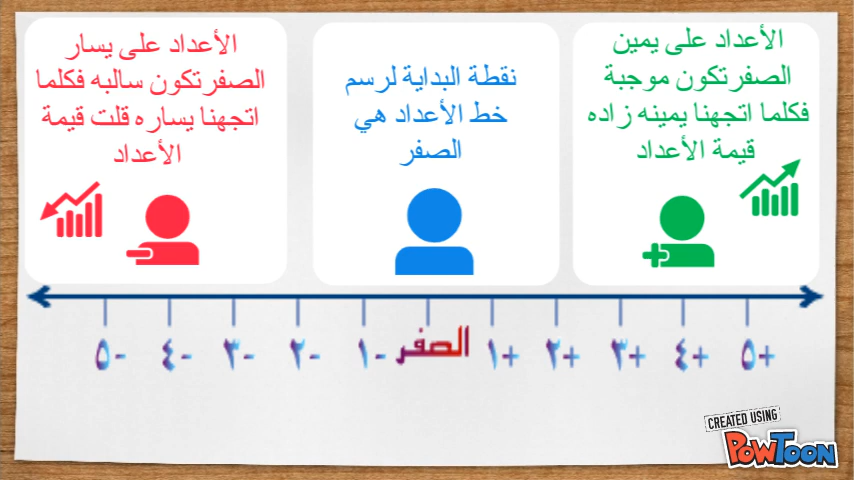 الأعداد على يمين
الصفرتكون موجبة
فكلما اتجهنا يمينه زاده
قيمة الأعداد
نقطة البداية لرسم
خط الأعداد هي
الصفر
الأعداد على يسار
الصفرتكون سالبه فكلما
اتجهنا يساره قلت قيمة
الأعداد
٥- ٤- ٣- ٢- ١- الصفر ١+ ٢+ ٣+ ٤+ ٥+
CREATED USING
POWTOON